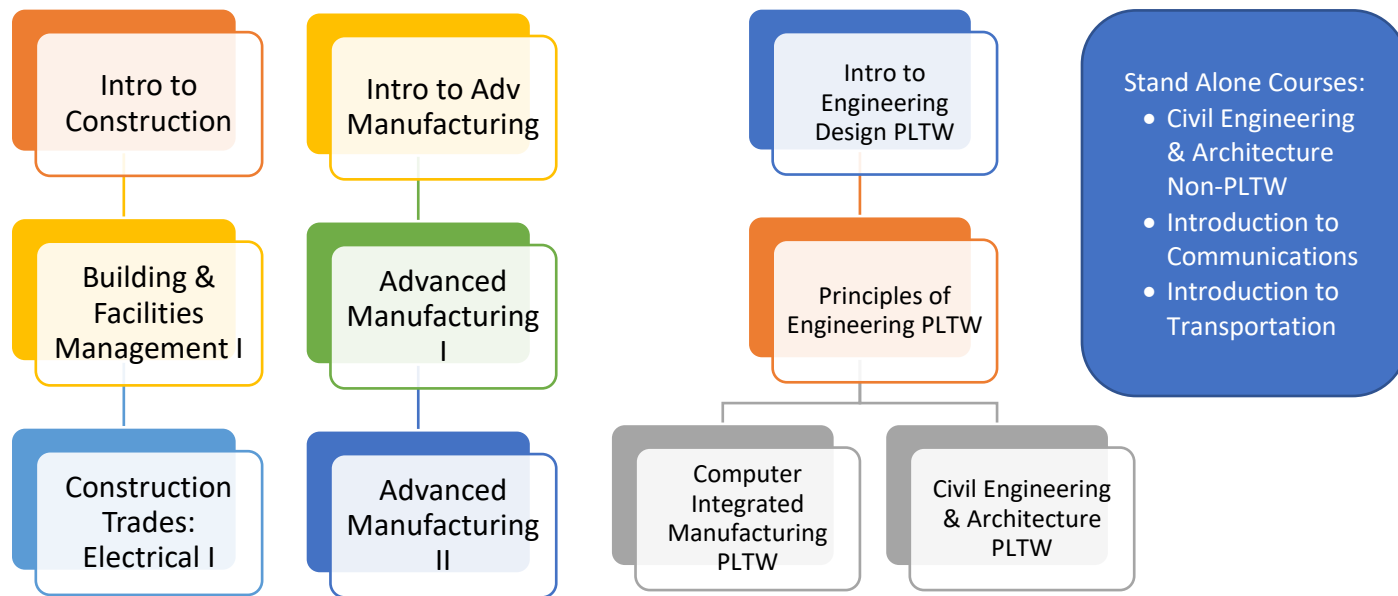 Intro to
Construction
Building &
Facilities
Management I
Construction
Trades:
Electrical I
Intro to Adv
Manufacturing
Advanced
Manufacturing
I
Advanced
Manufacturing
II
Intro to
Engineering
Design PLTW
Principles of
Engineering PLTW
Computer
Integrated
Manufacturing
PLTW
Civil Engineering
& Architecture
PLTW
Stand Alone Courses:
• Civil Engineering
& Architecture
Non-PLTW
• Introduction to
Communications
• Introduction to
Transportation